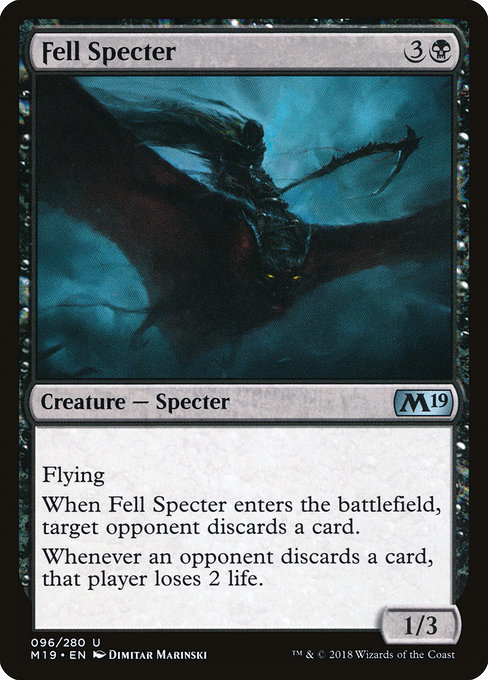 Fell Specter 3
Creature — Specter M19
Flying
When Fell Specter enters the battlefield,
target opponent discards a card.
Whenever an opponent discards a card,
that player loses 2 life.
1/3
096/280 U
M19 • EN Dimitar Marinski ™ & © 2018 Wizards of the Coast